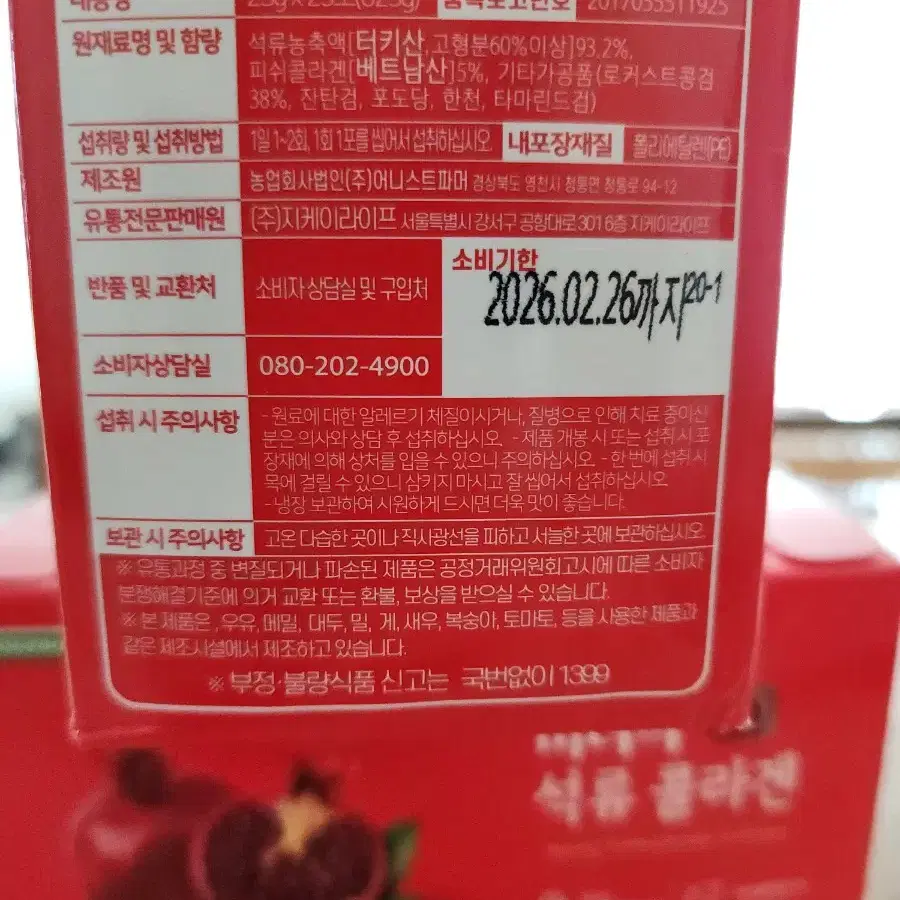 내용량 25g x 25포(625g) 품목보고번호 2017035311925
원재료명 및 함량 석류농축액[터키산,고형분60%이상]93.2%,
피쉬콜라겐[베트남산]5%, 기타가공품(로커스트콩검
38%, 잔탄검, 포도당, 한천, 타마린드검)
섭취량 및 섭취방법 1일 1~2회, 1회 1포를 씹어서 섭취하십시오 내포장재질 폴리에틸렌(PE)
제조원 농업회사법인(주)어니스트파머 경상북도 영천시 청통면 청통로 94-12
유통전문판매원 (주)지케이라이프 서울특별시 강서구 공항대로 301 6층 지케이라이프
반품 및 교환처 소비자 상담실 및 구입처
소비기한
2026.02.26까지20-1
소비자상담실 080-202-4900
섭취 시 주의사항 - 원료에 대한 알레르기 체질이시거나, 질병으로 인해 치료 중이신
분은 의사와 상담 후 섭취하십시오. - 제품 개봉 시 또는 섭취 시 포
장재에 의해 상처를 입을 수 있으니 주의하십시오. - 한 번에 섭취 시
목에 걸릴 수 있으니 삼키지 마시고 잘 씹어서 섭취하십시오.
- 냉장 보관하여 시원하게 드시면 더욱 맛이 좋습니다.
보관 시 주의사항 고온 다습한 곳이나 직사광선을 피하고 서늘한 곳에 보관하십시오.
※ 유통과정 중 변질되거나 파손된 제품은 공정거래위원회고시에 따른 소비자
분쟁해결기준에 의거 교환 또는 환불, 보상을 받으실 수 있습니다.
※ 본 제품은 ,우유, 메밀, 대두, 밀, 게, 새우, 복숭아, 토마토, 등을 사용한 제품과
같은 제조시설에서 제조하고 있습니다.
※ 부정·불량식품 신고는 국번없이 1399
석류 콜라겐